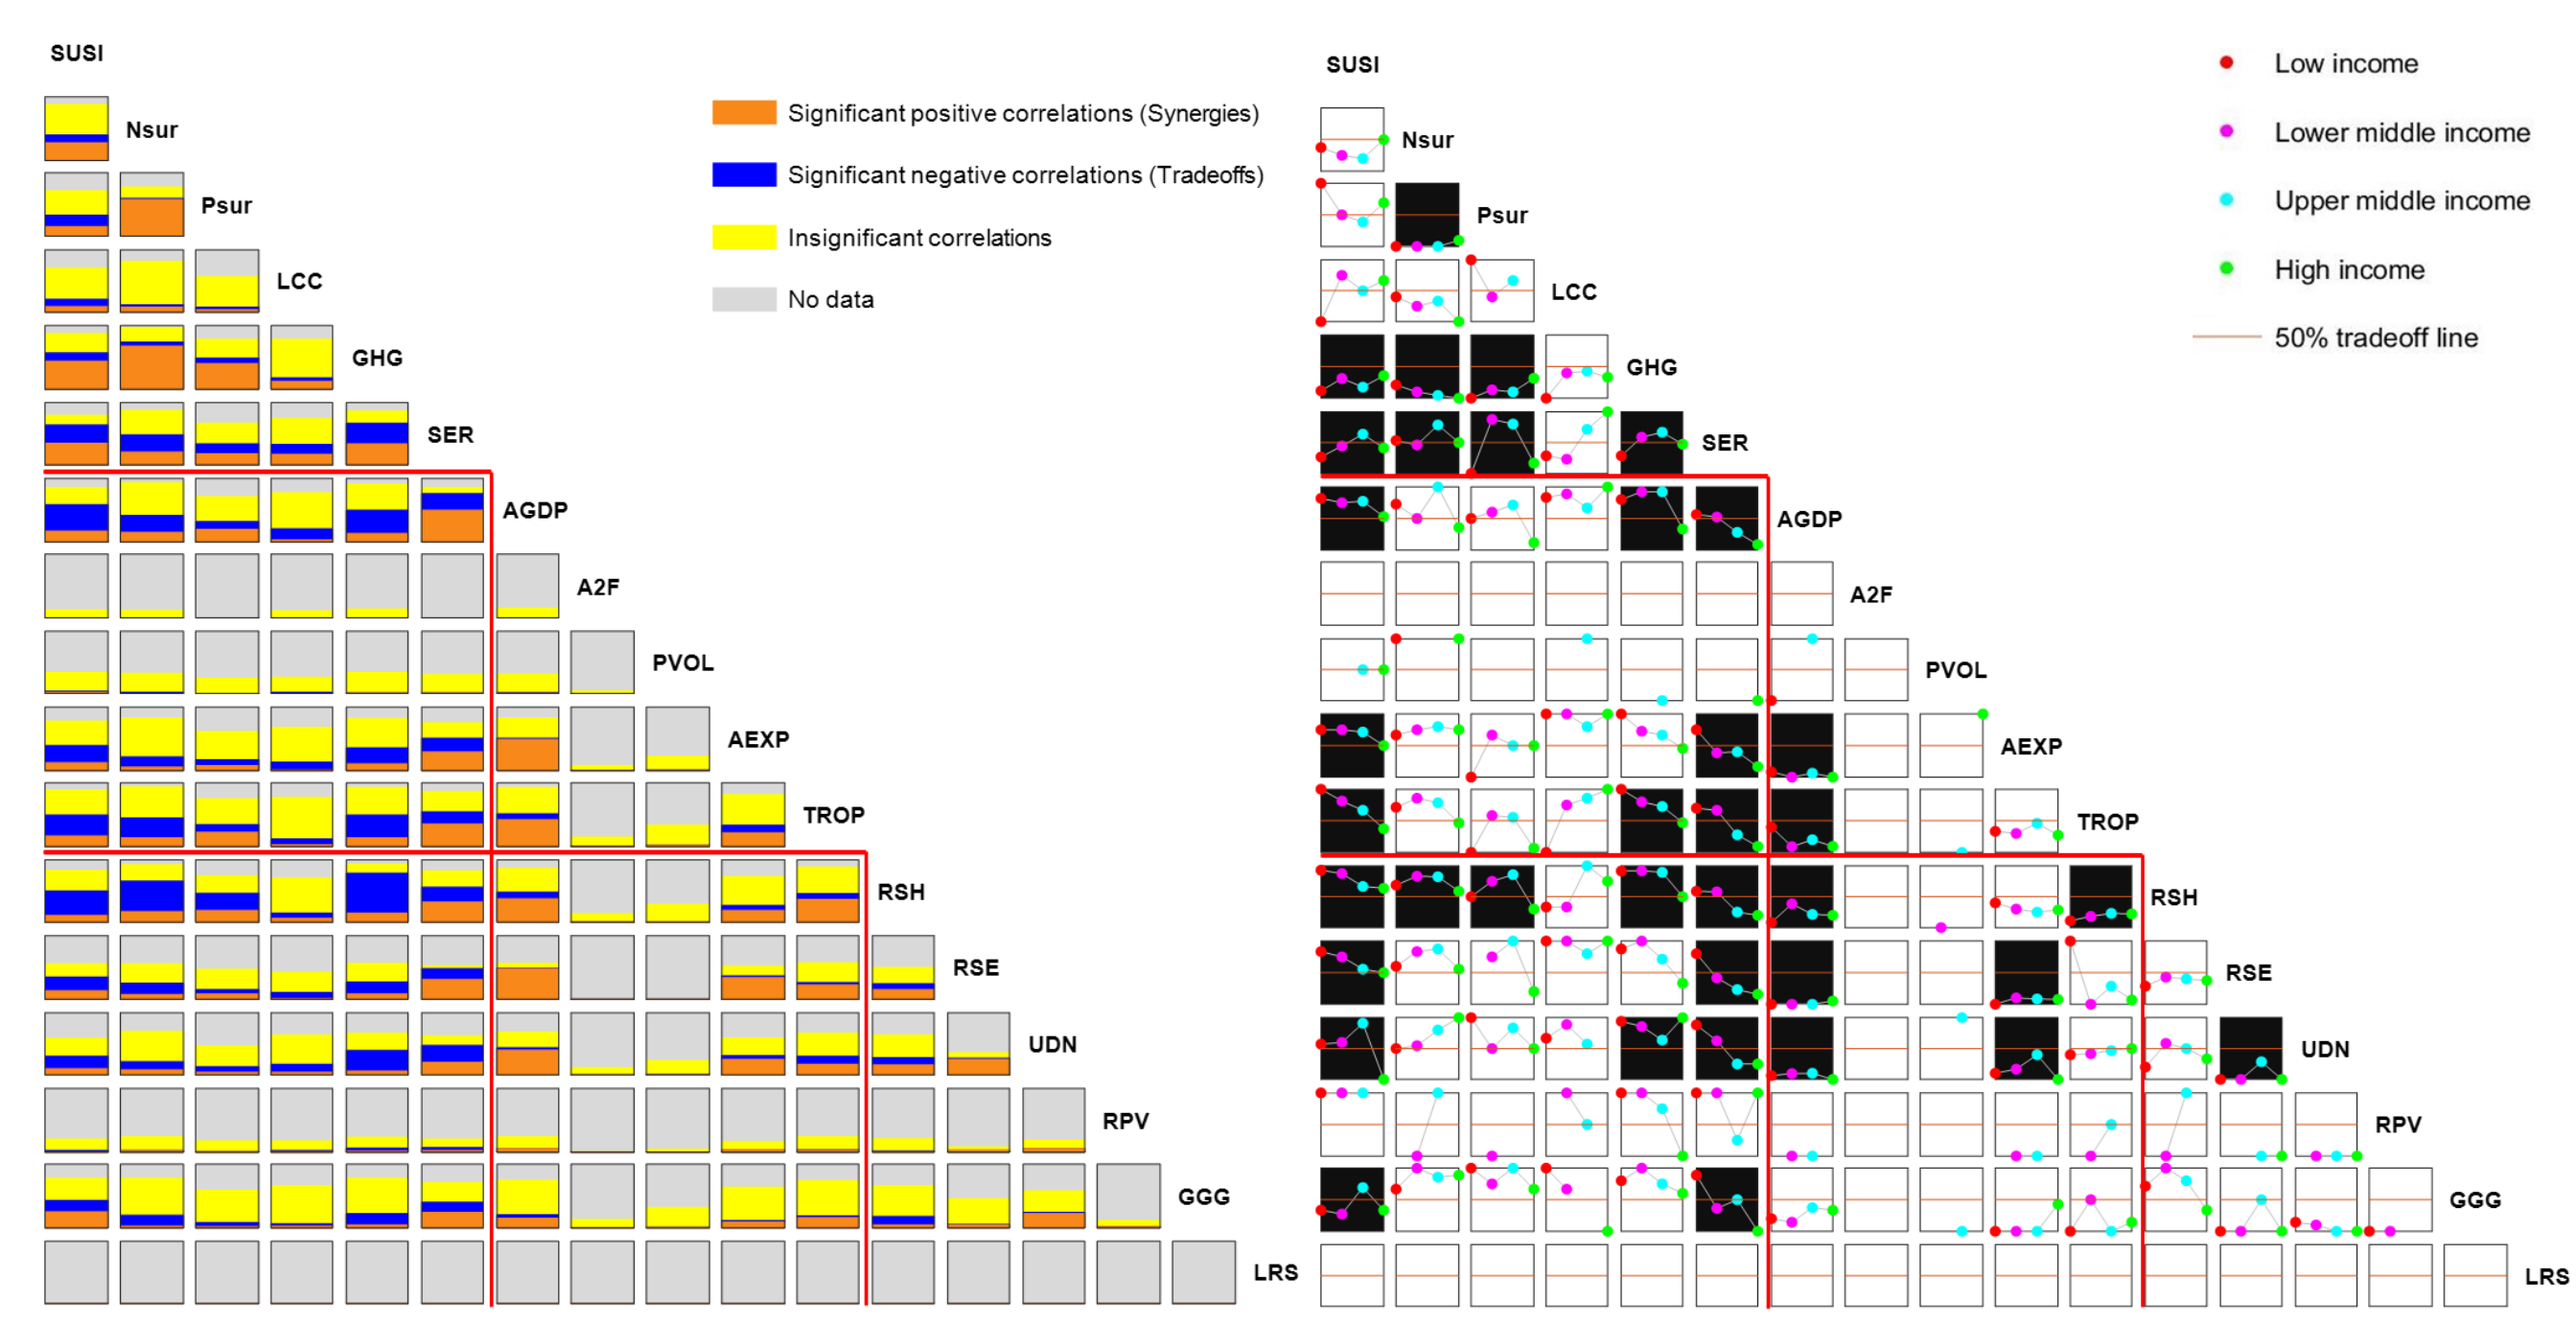 SUSI
Nsur
Psur
LCC
GHG
SER
AGDP
A2F
PVOL
AEXP
TROP
RSH
RSE
UDN
RPV
GGG
LRS
Significant positive correlations (Synergies)
Significant negative correlations (Tradeoffs)
Insignificant correlations
No data
SUSI
Nsur
Psur
LCC
GHG
SER
AGDP
A2F
PVOL
AEXP
TROP
RSH
RSE
UDN
RPV
GGG
LRS
Low income
Lower middle income
Upper middle income
High income
50% tradeoff line